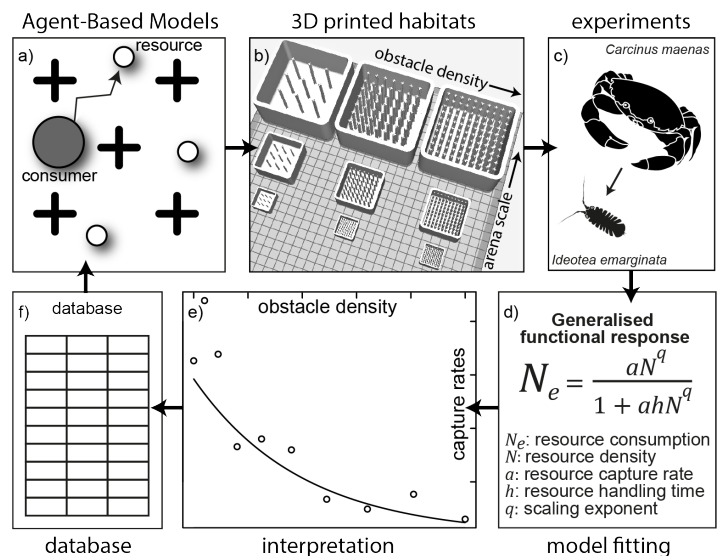 Agent-Based Models
3D printed habitats
experiments
a)
resource
consumer
b)
obstacle density
arena scale
c)
Carcinus maenas
Ideotea emarginata
f)
database
e)
obstacle density
capture rates
d)
Generalised
functional response
Nₑ = aN^q / 1 + ahN^q
Nₑ: resource consumption
N: resource density
a: resource capture rate
h: resource handling time
q: scaling exponent
database
interpretation
model fitting